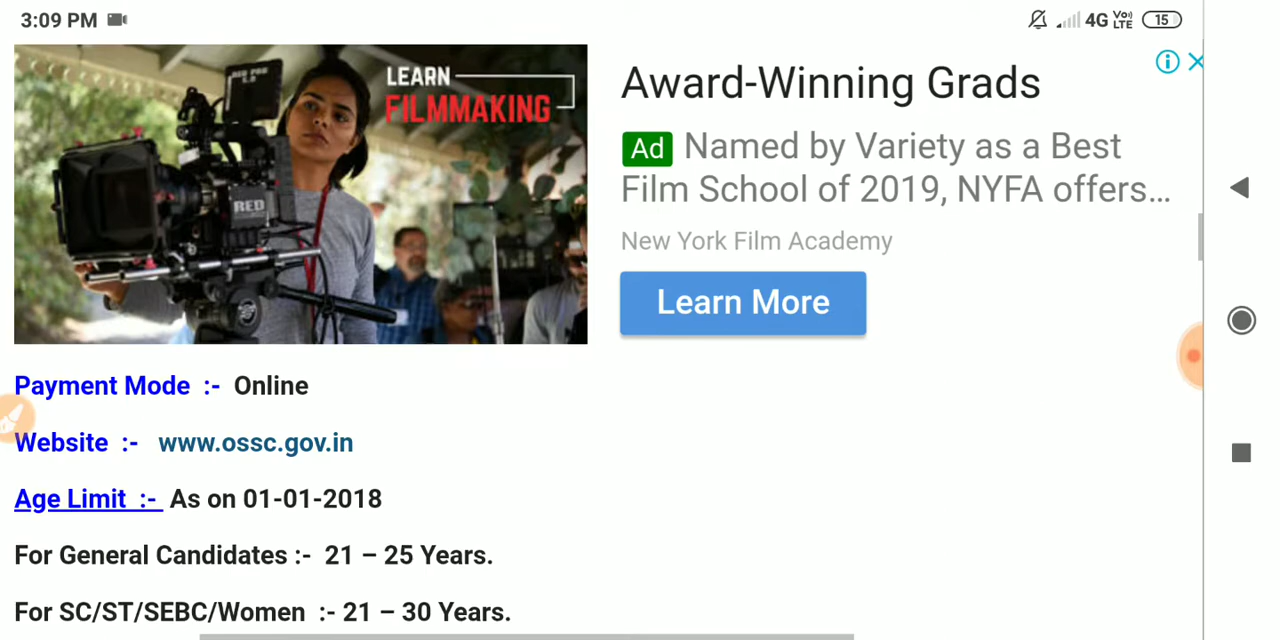 3:09 PM
4G Vo) LTE 15
LEARN
FILMMAKING
RED
Award-Winning Grads
Ad Named by Variety as a Best
Film School of 2019, NYFA offers...
New York Film Academy
Learn More
Payment Mode :- Online
Website :- www.ossc.gov.in
Age Limit :- As on 01-01-2018
For General Candidates :- 21 – 25 Years.
For SC/ST/SEBC/Women :- 21 – 30 Years.